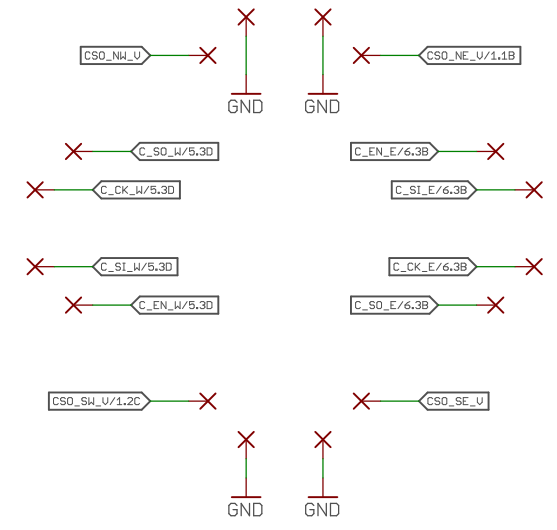 CSO_NW_V
CSO_NE_V/1.1B
GND
GND
C_SO_W/5.3D
C_EN_E/6.3B
C_CK_W/5.3D
C_SI_E/6.3B
C_SI_W/5.3D
C_CK_E/6.3B
C_EN_W/5.3D
C_SO_E/6.3B
CSO_SW_V/1.2C
CSO_SE_V
GND
GND